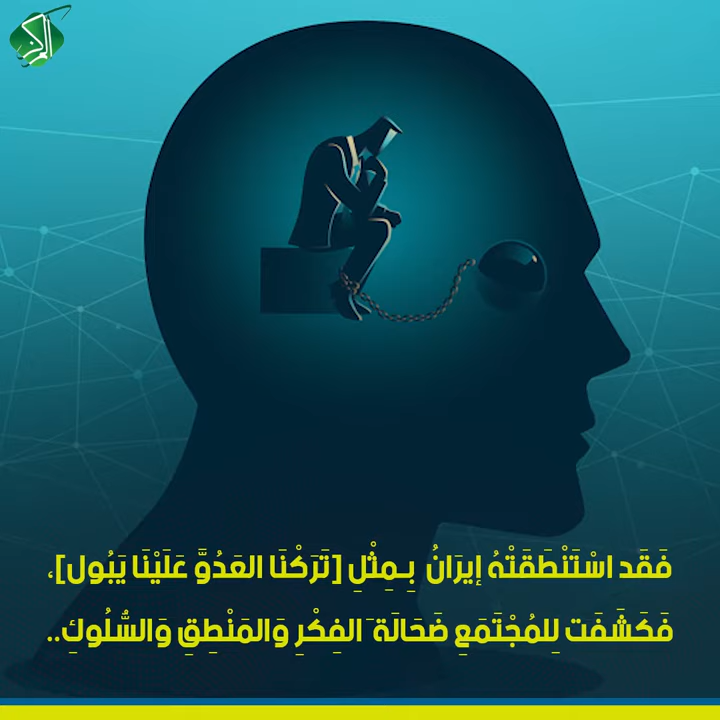 فَقَد اسْتَنْطَقَتْهُ إيرَانُ بِـمِثْلِ [تَرَكْنَا العَدُوَّ عَلَيْنَا يَبُول]،
فَكَشَفَت لِلمُجْتَمَعِ ضَحَالَةَ الفِكْرِ وَالمَنْطِقِ وَالسُّلُوكِ..